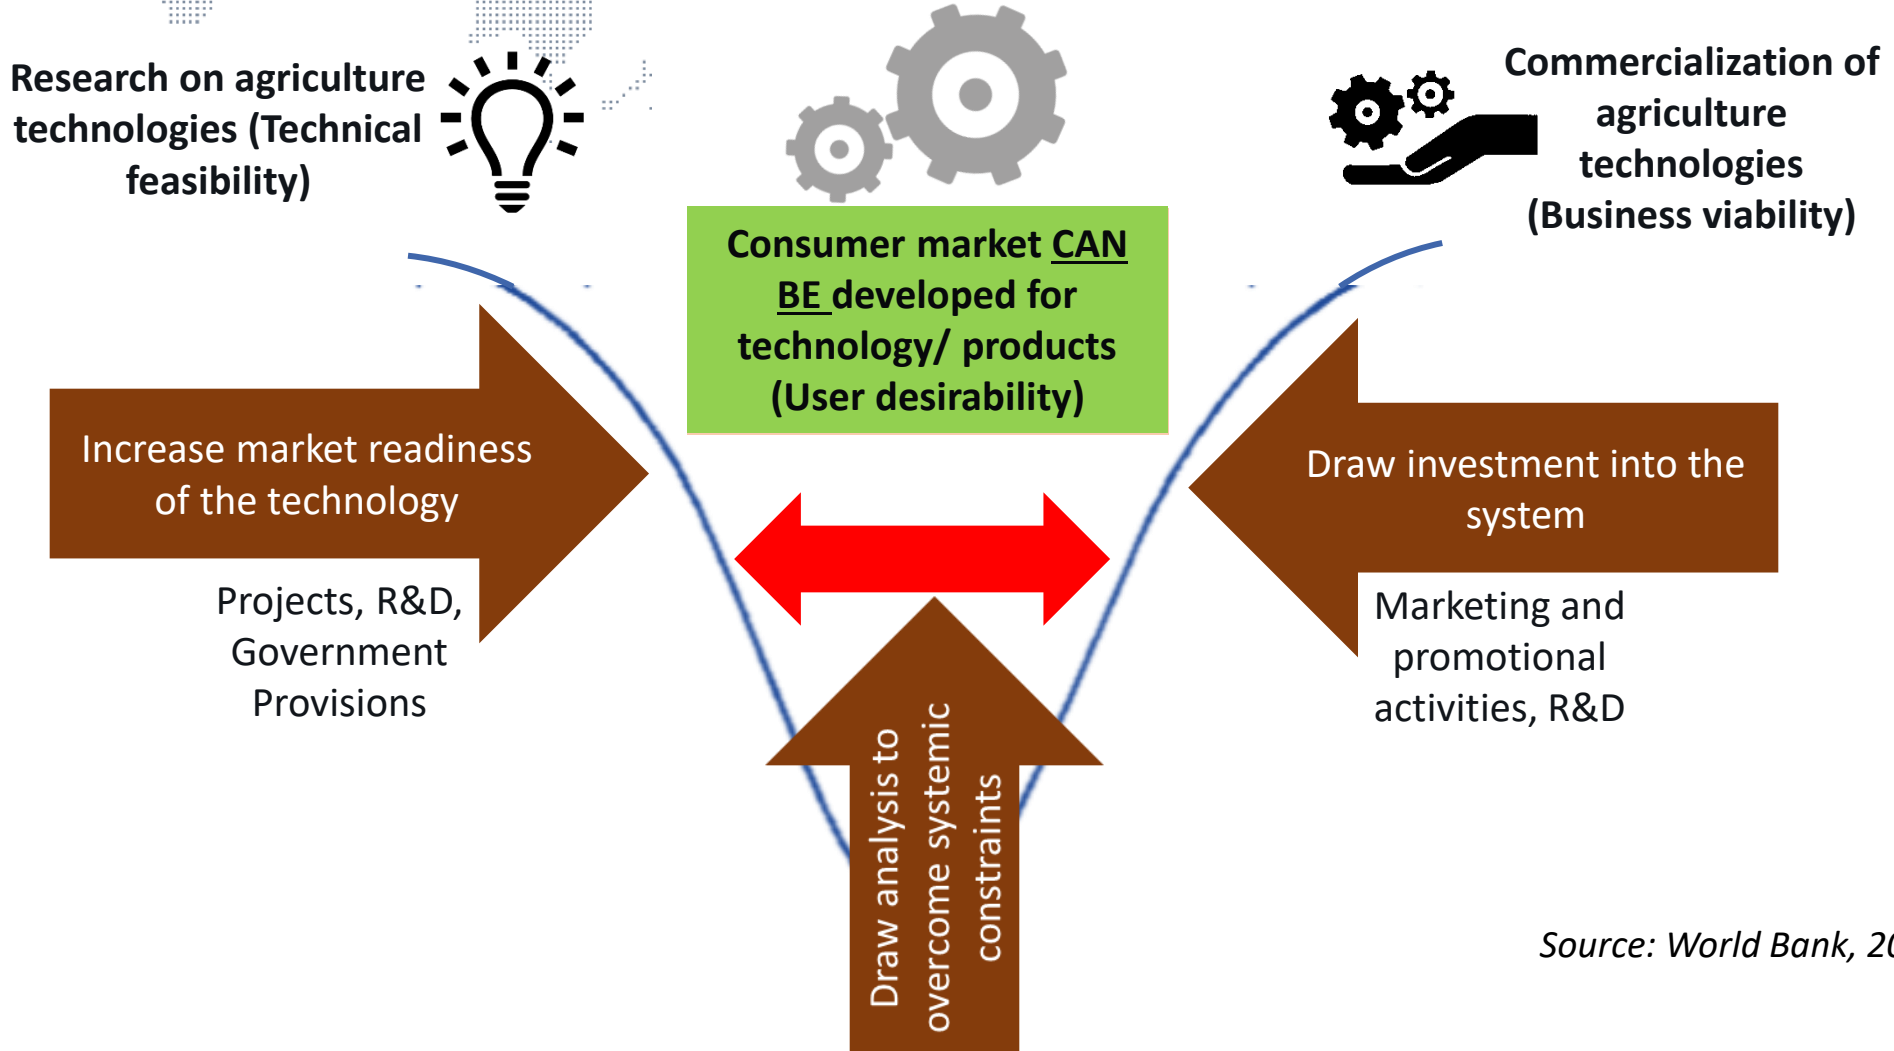 Research on agriculture
technologies (Technical
feasibility)
Commercialization of
agriculture
technologies
(Business viability)
Consumer market CAN
BE developed for
technology/ products
(User desirability)
Increase market readiness
of the technology
Draw investment into the
system
Projects, R&D,
Government
Provisions
Marketing and
promotional
activities, R&D
Draw analysis to
overcome systemic
constraints
Source: World Bank,